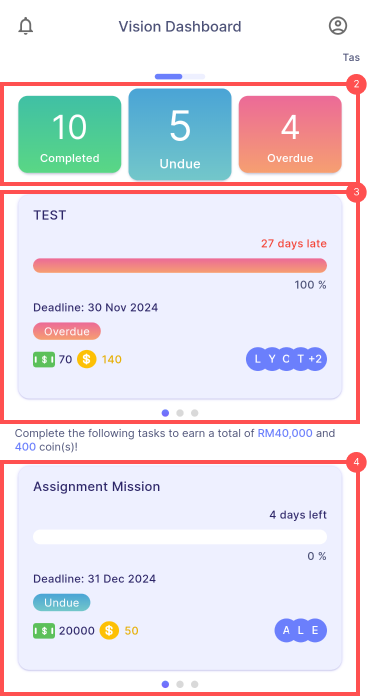 Vision Dashboard
Tas
2
10
Completed
5
Undue
4
Overdue
3
TEST
27 days late
100 %
Deadline: 30 Nov 2024
Overdue
70 $ 140
L Y C T +2
Complete the following tasks to earn a total of RM40,000 and
400 coin(s)!
4
Assignment Mission
4 days left
0 %
Deadline: 31 Dec 2024
Undue
20000 $ 50
A L E